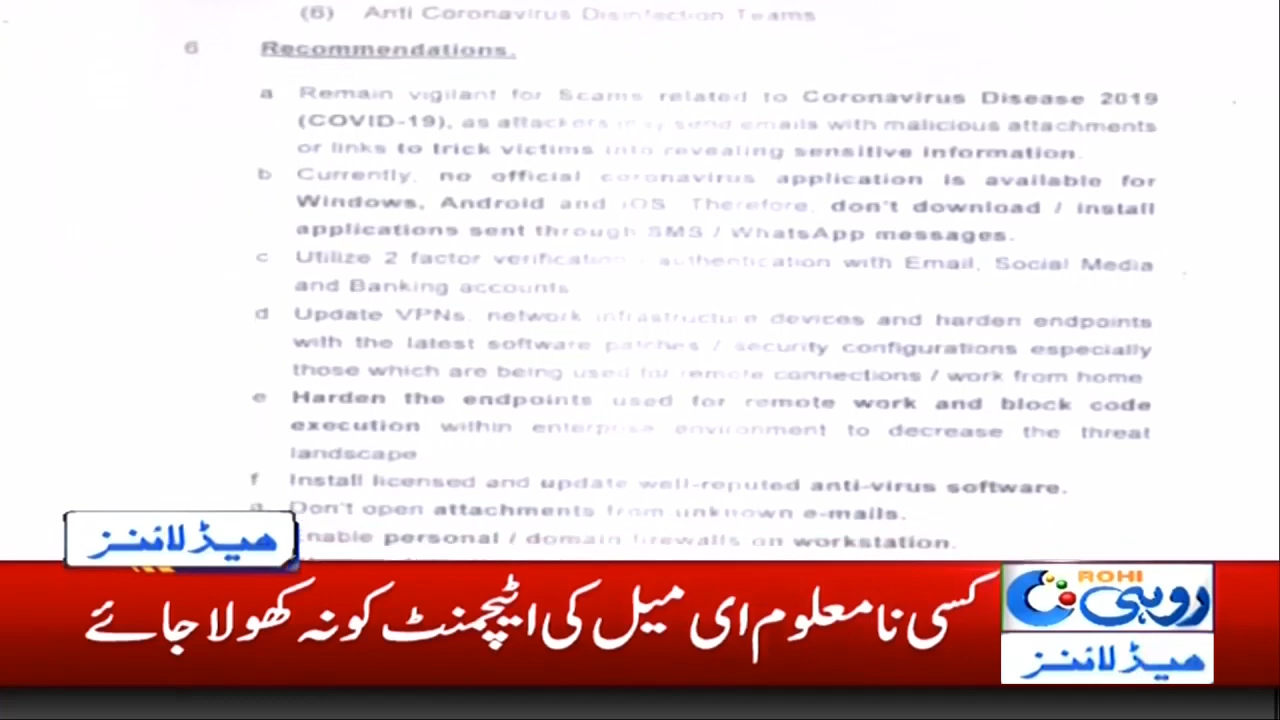 (6) Anti Coronavirus Disinfection Teams
6 Recommendations.
a Remain vigilant for Scams related to Coronavirus Disease 2019
(COVID-19), as attackers may send emails with malicious attachments
or links to trick victims into revealing sensitive information.
b Currently, no official coronavirus application is available for
Windows, Android and iOS. Therefore, don't download / install
applications sent through SMS / WhatsApp messages.
c Utilize 2 factor verification authentication with Email, Social Media
and Banking accounts
d Update VPNs, network infrastructure devices and harden endpoints
with the latest software patches / security configurations especially
those which are being used for remote connections / work from home
e Harden the endpoints used for remote work and block code
execution within enterprise environment to decrease the threat
landscape
f Install licensed and update well-reputed anti-virus software.
g Don't open attachments from unknown e-mails.
Enable personal / domain firewalls on workstation.
ہیڈ لائنز
کسی نا معلوم ای میل کی اٹیچمنٹ کو نہ کھولا جائے
ROHI
روہی
ہیڈ لائنز